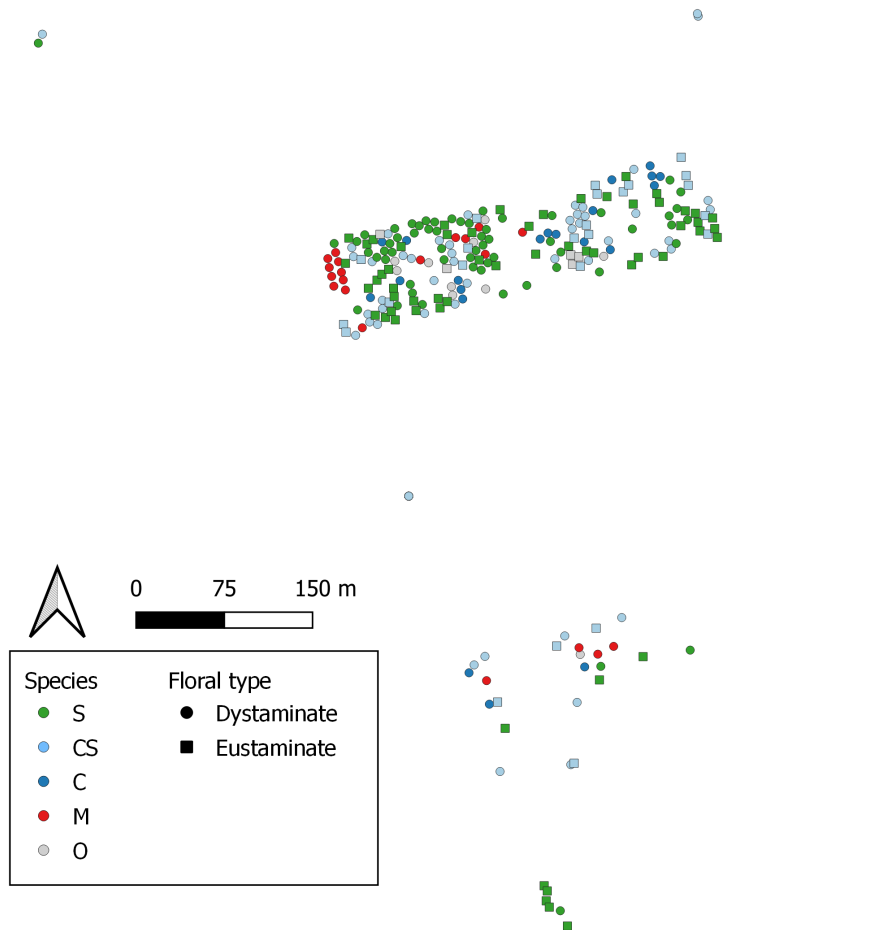 0 75 150 m
Species Floral type
S Dystaminate
CS Eustaminate
C
M
O